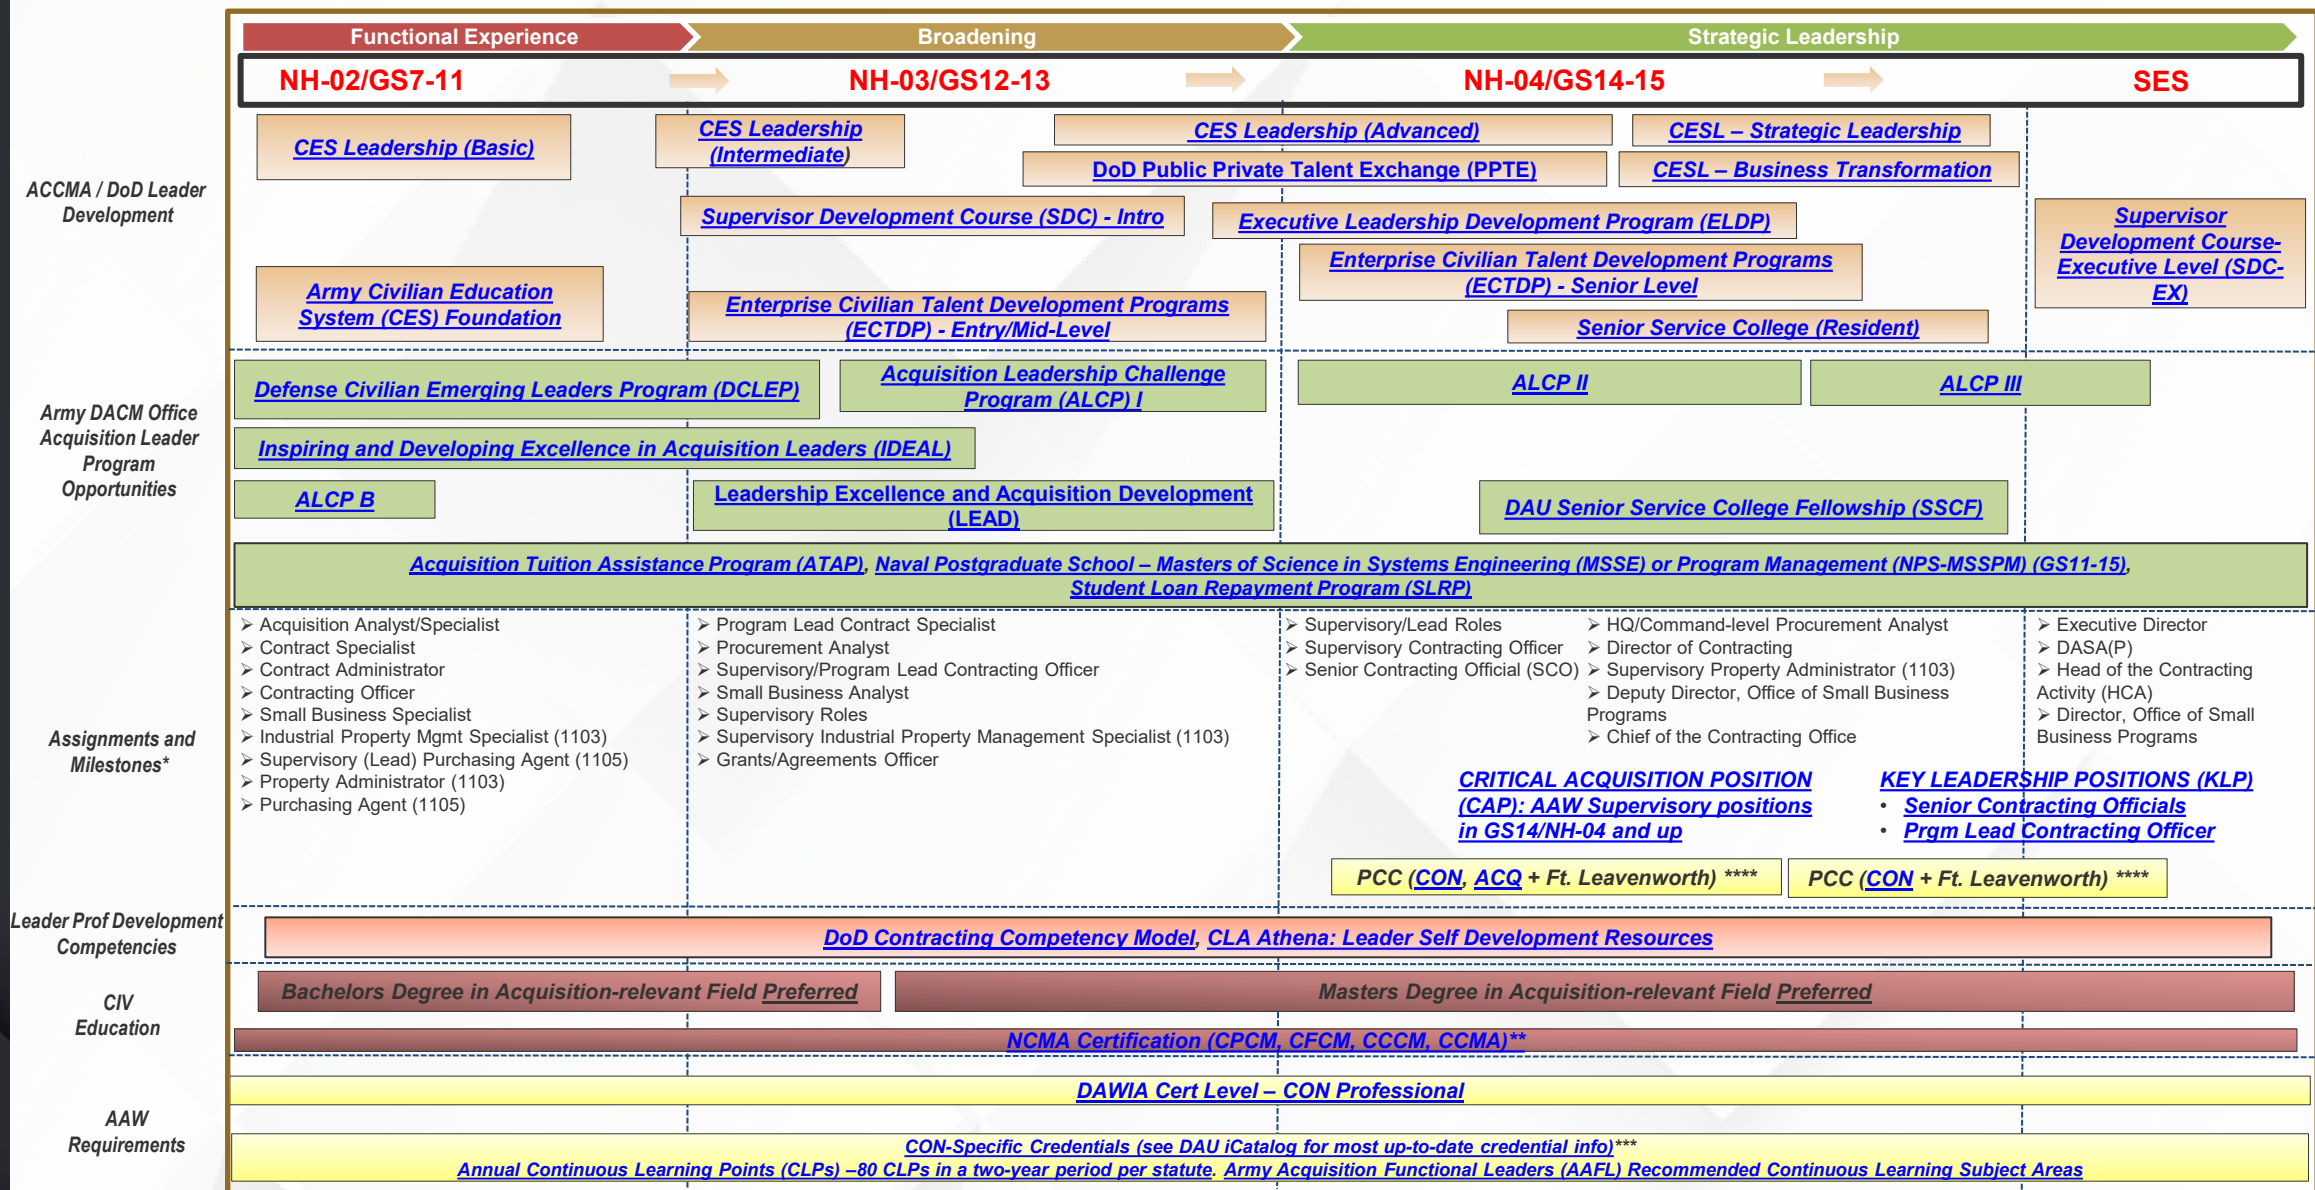 Functional Experience
Broadening
Strategic Leadership
NH-02/GS7-11
NH-03/GS12-13
NH-04/GS14-15
SES
ACCMA / DoD Leader
Development
CES Leadership (Basic)
CES Leadership
(Intermediate)
CES Leadership (Advanced)
CESL – Strategic Leadership
DoD Public Private Talent Exchange (PPTE)
CESL – Business Transformation
Supervisor Development Course (SDC) - Intro
Executive Leadership Development Program (ELDP)
Supervisor
Development Course-
Executive Level (SDC-
EX)
Army Civilian Education
System (CES) Foundation
Enterprise Civilian Talent Development Programs
(ECTDP) - Entry/Mid-Level
Enterprise Civilian Talent Development Programs
(ECTDP) - Senior Level
Senior Service College (Resident)
Army DACM Office
Acquisition Leader
Program
Opportunities
Defense Civilian Emerging Leaders Program (DCLEP)
Acquisition Leadership Challenge
Program (ALCP) I
ALCP II
ALCP III
Inspiring and Developing Excellence in Acquisition Leaders (IDEAL)
ALCP B
Leadership Excellence and Acquisition Development
(LEAD)
DAU Senior Service College Fellowship (SSCF)
Acquisition Tuition Assistance Program (ATAP), Naval Postgraduate School – Masters of Science in Systems Engineering (MSSE) or Program Management (NPS-MSSPM) (GS11-15),
Student Loan Repayment Program (SLRP)
Assignments and
Milestones*
➢ Acquisition Analyst/Specialist
➢ Contract Specialist
➢ Contract Administrator
➢ Contracting Officer
➢ Small Business Specialist
➢ Industrial Property Mgmt Specialist (1103)
➢ Supervisory (Lead) Purchasing Agent (1105)
➢ Property Administrator (1103)
➢ Purchasing Agent (1105)
➢ Program Lead Contract Specialist
➢ Procurement Analyst
➢ Supervisory/Program Lead Contracting Officer
➢ Small Business Analyst
➢ Supervisory Roles
➢ Supervisory Industrial Property Management Specialist (1103)
➢ Grants/Agreements Officer
➢ Supervisory/Lead Roles
➢ Supervisory Contracting Officer
➢ Senior Contracting Official (SCO)
➢ HQ/Command-level Procurement Analyst
➢ Director of Contracting
➢ Supervisory Property Administrator (1103)
➢ Deputy Director, Office of Small Business
Programs
➢ Chief of the Contracting Office
➢ Executive Director
➢ DASA(P)
➢ Head of the Contracting
Activity (HCA)
➢ Director, Office of Small
Business Programs
CRITICAL ACQUISITION POSITION
(CAP): AAW Supervisory positions
in GS14/NH-04 and up
KEY LEADERSHIP POSITIONS (KLP)
• Senior Contracting Officials
• Prgm Lead Contracting Officer
PCC (CON, ACQ + Ft. Leavenworth) ****
PCC (CON + Ft. Leavenworth) ****
Leader Prof Development
Competencies
DoD Contracting Competency Model, CLA Athena: Leader Self Development Resources
CIV
Education
Bachelors Degree in Acquisition-relevant Field Preferred
Masters Degree in Acquisition-relevant Field Preferred
NCMA Certification (CPCM, CFCM, CCCM, CCMA)**
AAW
Requirements
DAWIA Cert Level – CON Professional
CON-Specific Credentials (see DAU iCatalog for most up-to-date credential info)***
Annual Continuous Learning Points (CLPs) –80 CLPs in a two-year period per statute. Army Acquisition Functional Leaders (AAFL) Recommended Continuous Learning Subject Areas